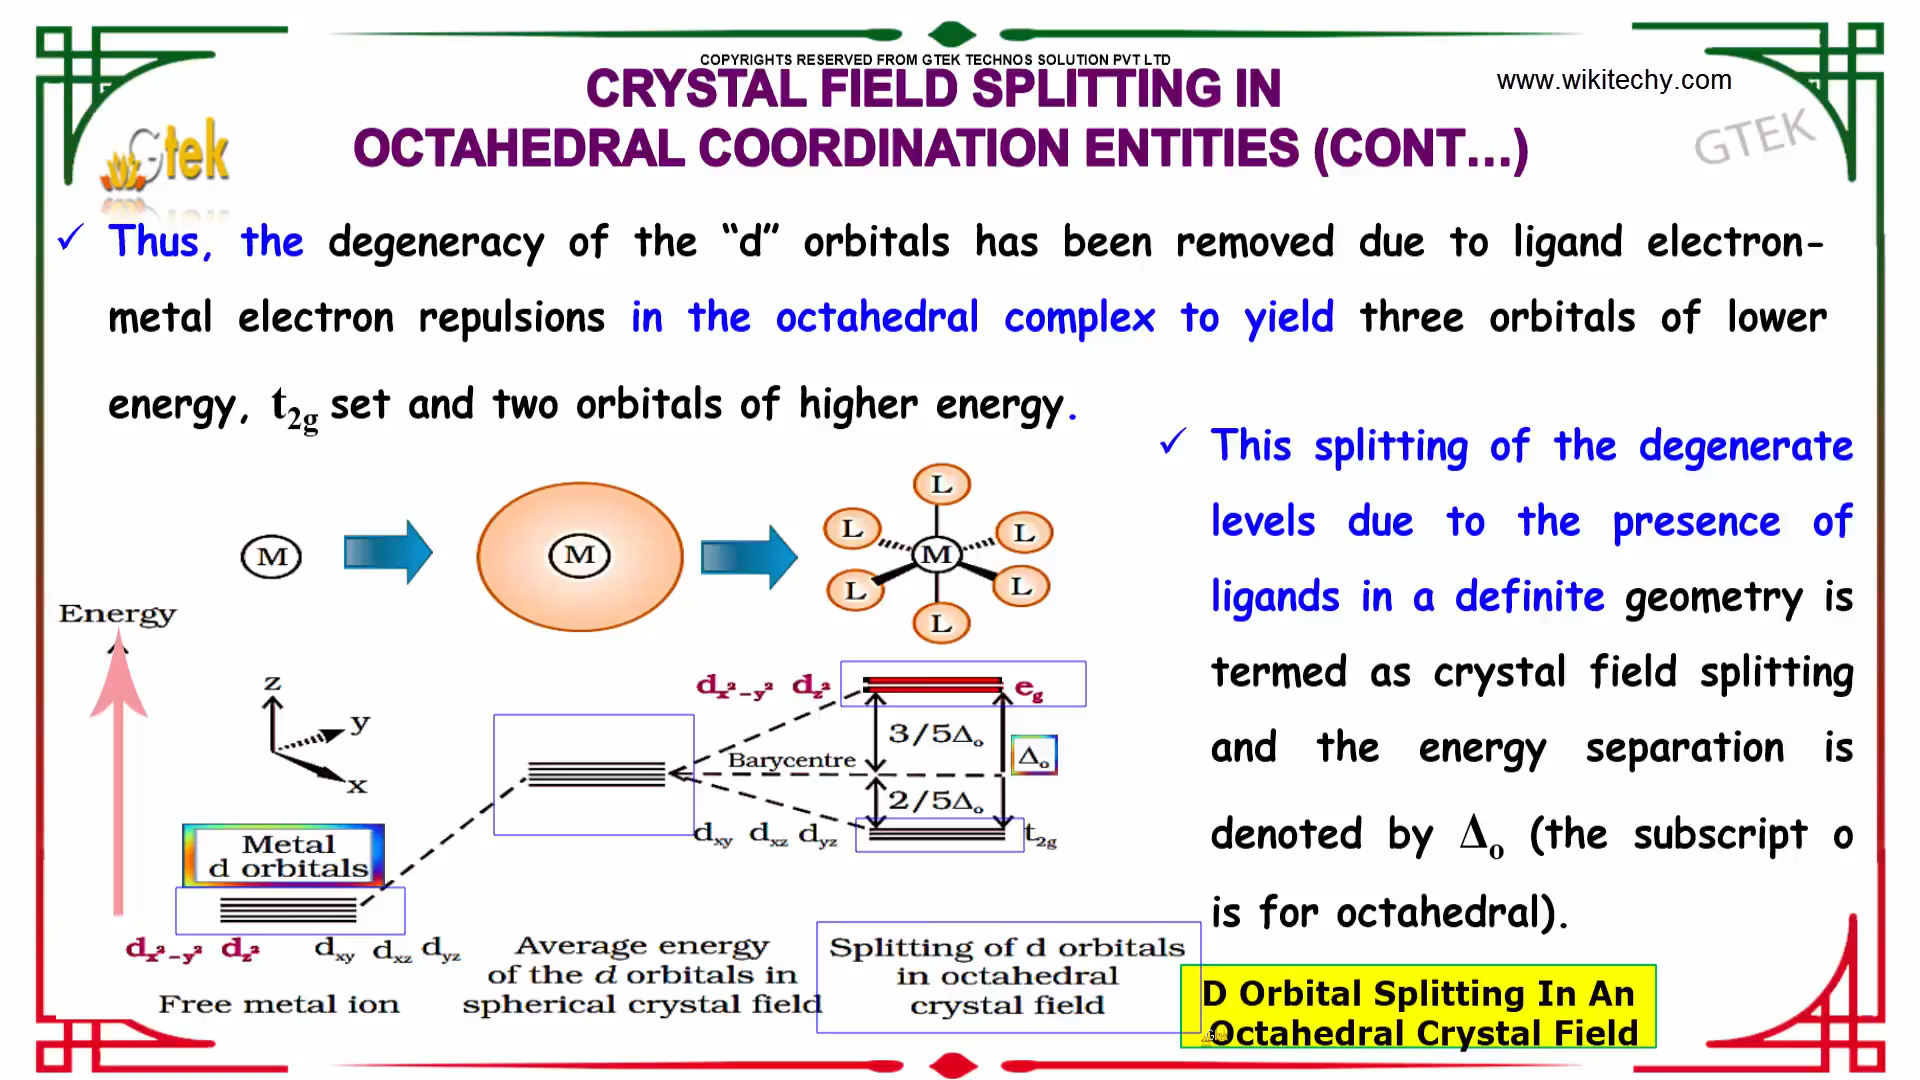 COPYRIGHTS RESERVED FROM GTEK TECHNOS SOLUTION PVT LTD
www.wikitechy.com
CRYSTAL FIELD SPLITTING IN
OCTAHEDRAL COORDINATION ENTITIES (CONT...)
Gtek
GTEK
✓ Thus, the degeneracy of the “d” orbitals has been removed due to ligand electron-
metal electron repulsions in the octahedral complex to yield three orbitals of lower
energy, t₂g set and two orbitals of higher energy.
✓ This splitting of the degenerate
levels due to the presence of
ligands in a definite geometry is
termed as crystal field splitting
and the energy separation is
denoted by Δₒ (the subscript o
is for octahedral).
M
M
L
L
L
M
L
L
L
Energy
z
y
x
dx²-y² dz²
eg
3/5Δₒ
Barycentre
Δₒ
2/5Δₒ
dxy dxz dyz
t₂g
Metal
d orbitals
dx²-y² dz² dxy dxz dyz
Free metal ion
Average energy
of the d orbitals in
spherical crystal field
Splitting of d orbitals
in octahedral
crystal field
D Orbital Splitting In An
Octahedral Crystal Field